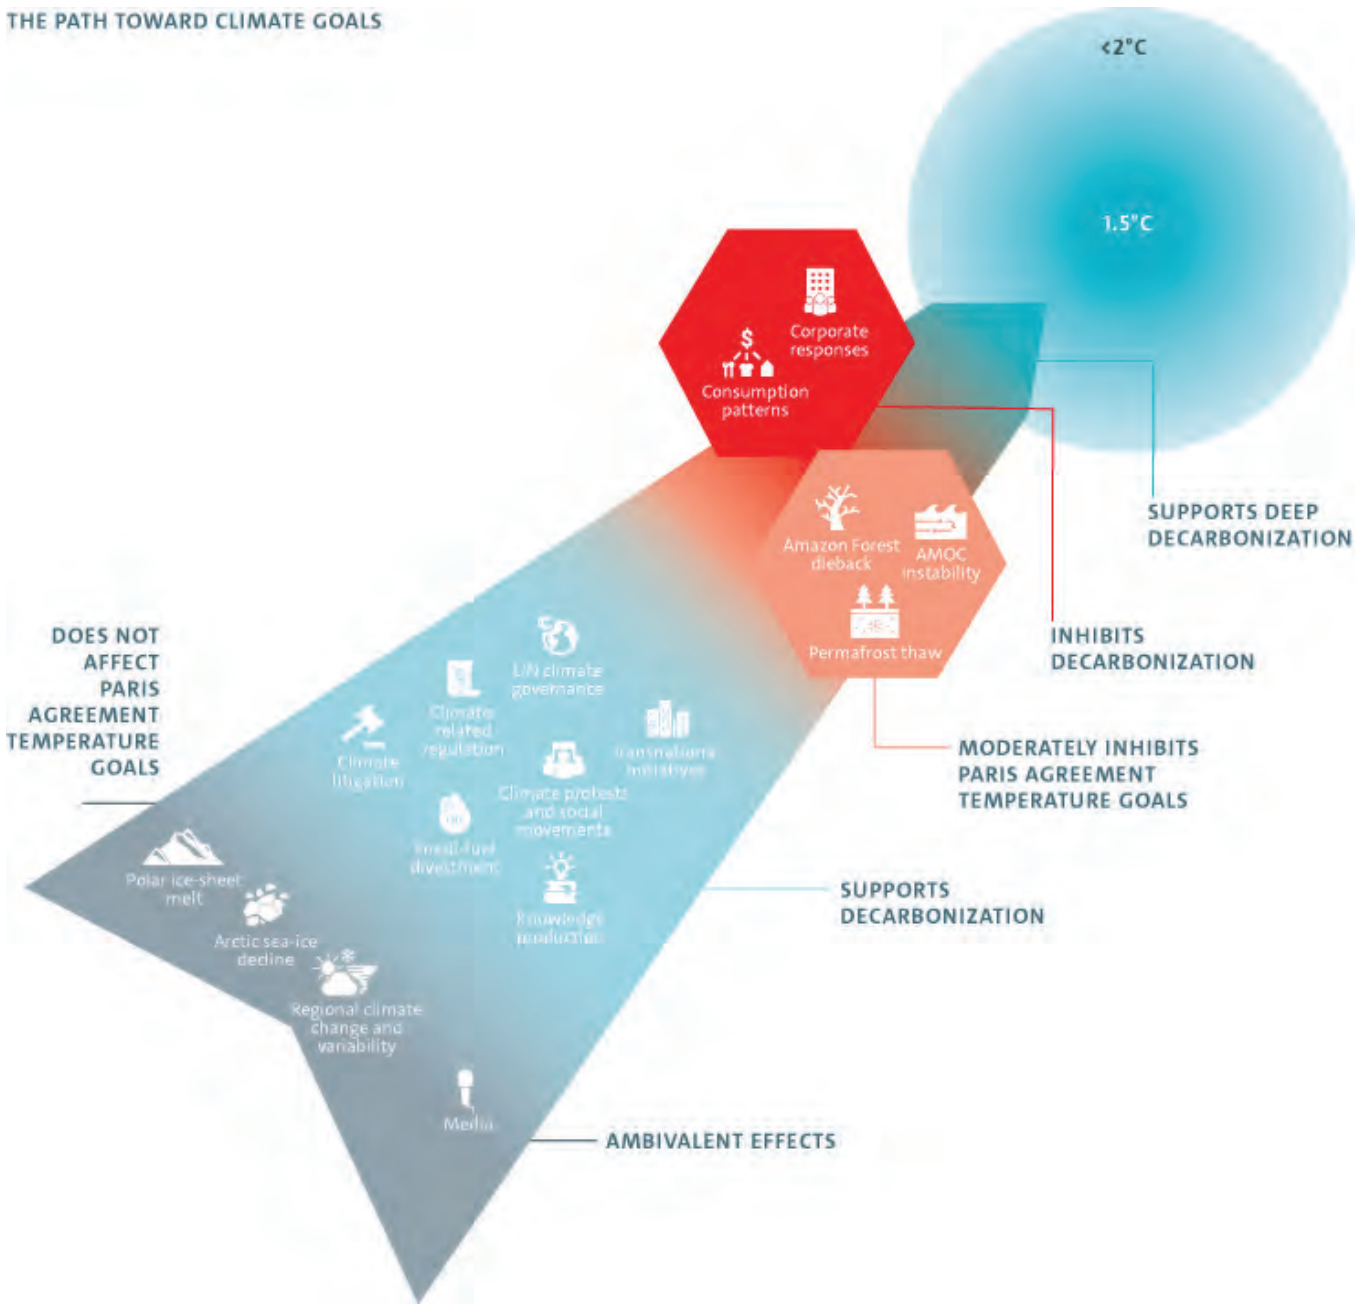 THE PATH TOWARD CLIMATE GOALS
<2°C
1.5°C
Corporate
responses
$
Consumption
patterns
SUPPORTS DEEP
DECARBONIZATION
Amazon Forest
dieback
AMOC
instability
Permafrost thaw
INHIBITS
DECARBONIZATION
MODERATELY INHIBITS
PARIS AGREEMENT
TEMPERATURE GOALS
DOES NOT
AFFECT
PARIS
AGREEMENT
TEMPERATURE
GOALS
UN climate
governance
Climate
related
regulation
Transnational
initiatives
Climate
litigation
Climate protests
and social
movements
Fossil-fuel
divestment
Knowledge
production
SUPPORTS
DECARBONIZATION
Polar ice-sheet
melt
Arctic sea-ice
decline
Regional climate
change and
variability
Media
AMBIVALENT EFFECTS